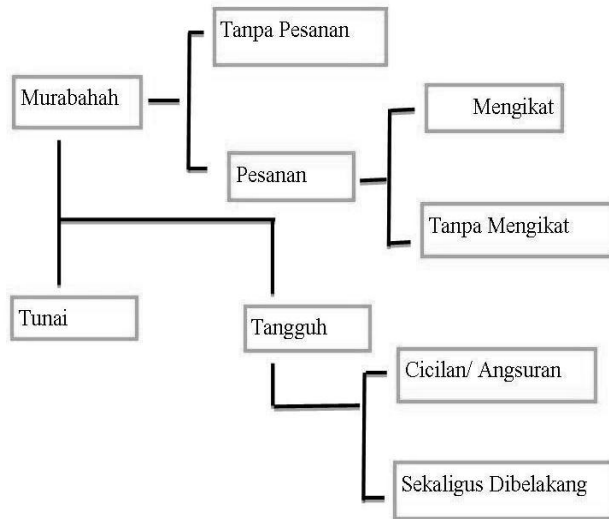 Tanpa Pesanan
Murabahah
Mengikat
Pesanan
Tanpa Mengikat
Tunai
Tangguh
Cicilan/ Angsuran
Sekaligus Dibelakang